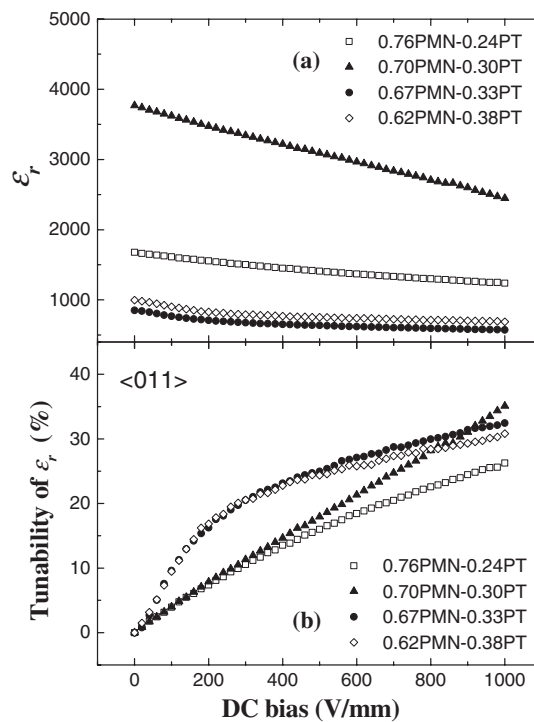 (a)
0.76PMN-0.24PT
0.70PMN-0.30PT
0.67PMN-0.33PT
0.62PMN-0.38PT
5000
4000
3000
2000
1000
εr
<011>
40
30
20
10
0
Tunability of εr (%)
0.76PMN-0.24PT
0.70PMN-0.30PT
0.67PMN-0.33PT
0.62PMN-0.38PT
(b)
0 200 400 600 800 1000
DC bias (V/mm)